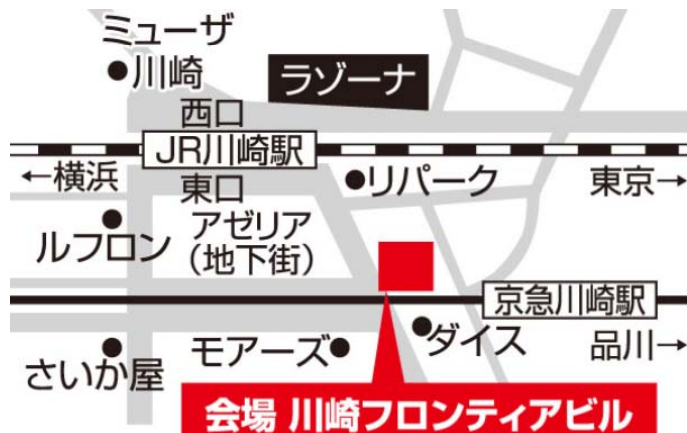 ミューザ
川崎
ラゾーナ
西口
JR川崎駅
←横浜
東口
リパーク
東京→
ルフロン
アゼリア
(地下街)
京急川崎駅
さいか屋
モアーズ
ダイス
品川→
会場 川崎フロンティアビル